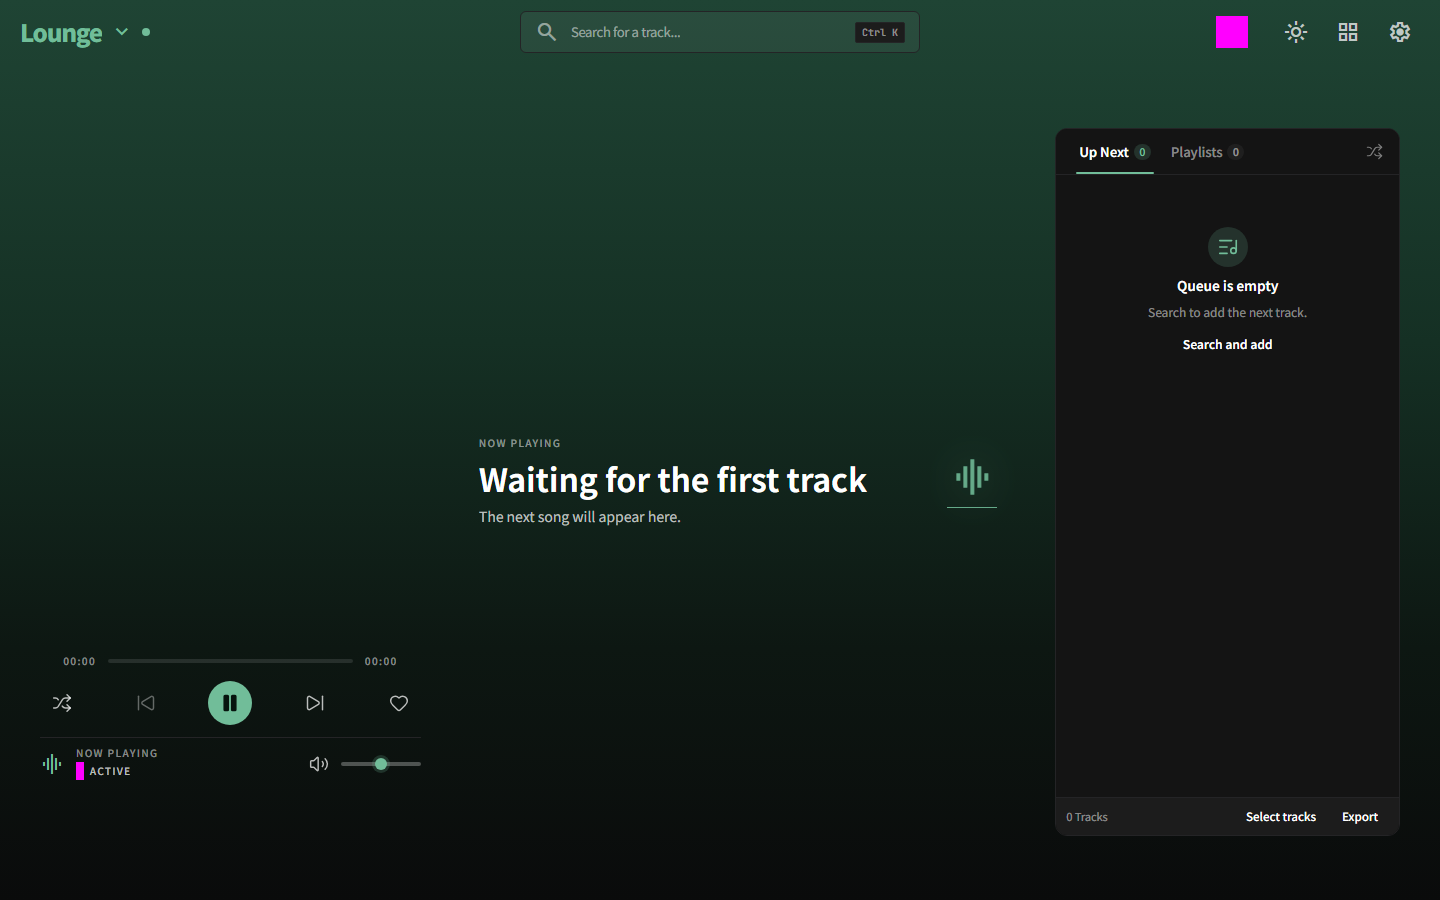 Lounge
Search for a track...
Ctrl K
Up Next 0
Playlists 0
Queue is empty
Search to add the next track.
Search and add
NOW PLAYING
Waiting for the first track
The next song will appear here.
00:00
00:00
NOW PLAYING
ACTIVE
0 Tracks
Select tracks
Export